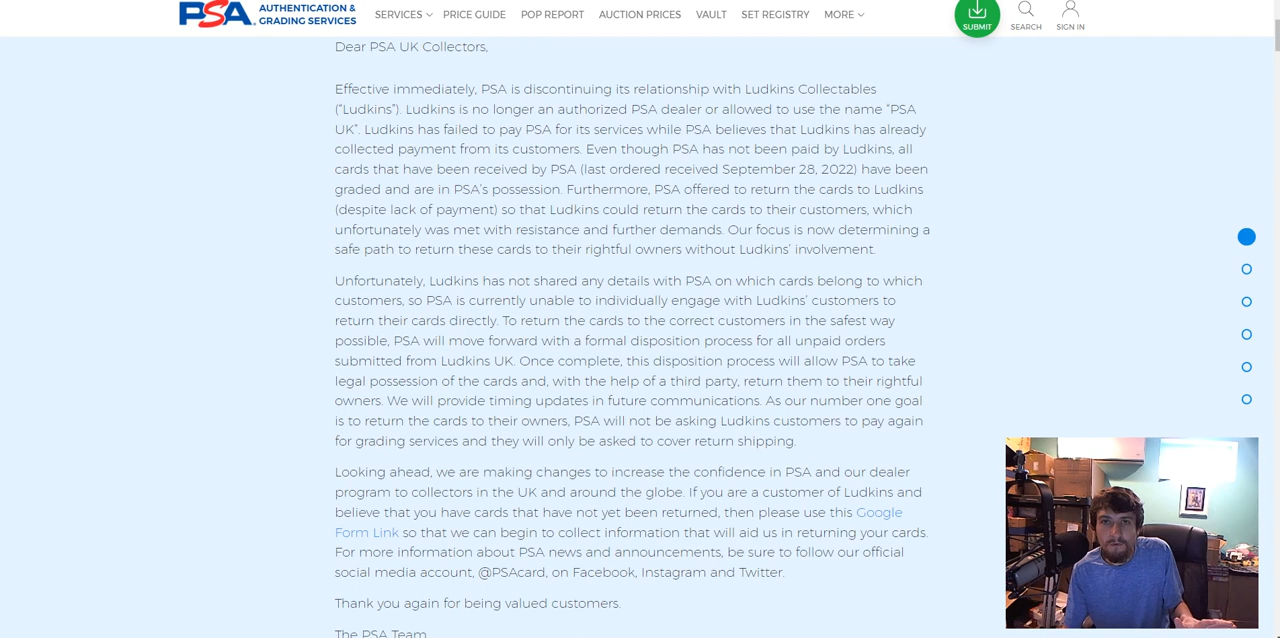 PSA AUTHENTICATION &
GRADING SERVICES
SERVICES PRICE GUIDE POP REPORT AUCTION PRICES VAULT SET REGISTRY MORE
SUBMIT SEARCH SIGN IN
Dear PSA UK Collectors,
Effective immediately, PSA is discontinuing its relationship with Ludkins Collectables
(“Ludkins”). Ludkins is no longer an authorized PSA dealer or allowed to use the name “PSA
UK”. Ludkins has failed to pay PSA for its services while PSA believes that Ludkins has already
collected payment from its customers. Even though PSA has not been paid by Ludkins, all
cards that have been received by PSA (last ordered received September 28, 2022) have been
graded and are in PSA’s possession. Furthermore, PSA offered to return the cards to Ludkins
(despite lack of payment) so that Ludkins could return the cards to their customers, which
unfortunately was met with resistance and further demands. Our focus is now determining a
safe path to return these cards to their rightful owners without Ludkins’ involvement.
Unfortunately, Ludkins has not shared any details with PSA on which cards belong to which
customers, so PSA is currently unable to individually engage with Ludkins’ customers to
return their cards directly. To return the cards to the correct customers in the safest way
possible, PSA will move forward with a formal disposition process for all unpaid orders
submitted from Ludkins UK. Once complete, this disposition process will allow PSA to take
legal possession of the cards and, with the help of a third party, return them to their rightful
owners. We will provide timing updates in future communications. As our number one goal
is to return the cards to their owners, PSA will not be asking Ludkins customers to pay again
for grading services and they will only be asked to cover return shipping.
Looking ahead, we are making changes to increase the confidence in PSA and our dealer
program to collectors in the UK and around the globe. If you are a customer of Ludkins and
believe that you have cards that have not yet been returned, then please use this Google
Form Link so that we can begin to collect information that will aid us in returning your cards.
For more information about PSA news and announcements, be sure to follow our official
social media account, @PSAcard, on Facebook, Instagram and Twitter.
Thank you again for being valued customers.
The PSA Team